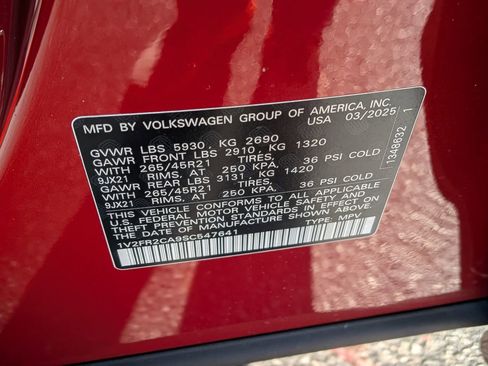 MFD BY VOLKSWAGEN GROUP OF AMERICA, INC.
USA 03/2025
GVWR LBS 5930, KG 2690
GAWR FRONT LBS 2910, KG 1320
WITH 265/45R21 TIRES,
9JX21 RIMS, AT 250 KPA, 36 PSI COLD
GAWR REAR LBS 3131, KG 1420
WITH 265/45R21 TIRES,
9JX21 RIMS, AT 250 KPA, 36 PSI COLD
THIS VEHICLE CONFORMS TO ALL APPLICABLE
U.S. FEDERAL MOTOR VEHICLE SAFETY AND
THEFT PREVENTION STANDARDS IN EFFECT ON
THE DATE OF MANUFACTURE SHOWN ABOVE.
1V2FR2CA9SC547641 TYPE: MPV
1348632 1